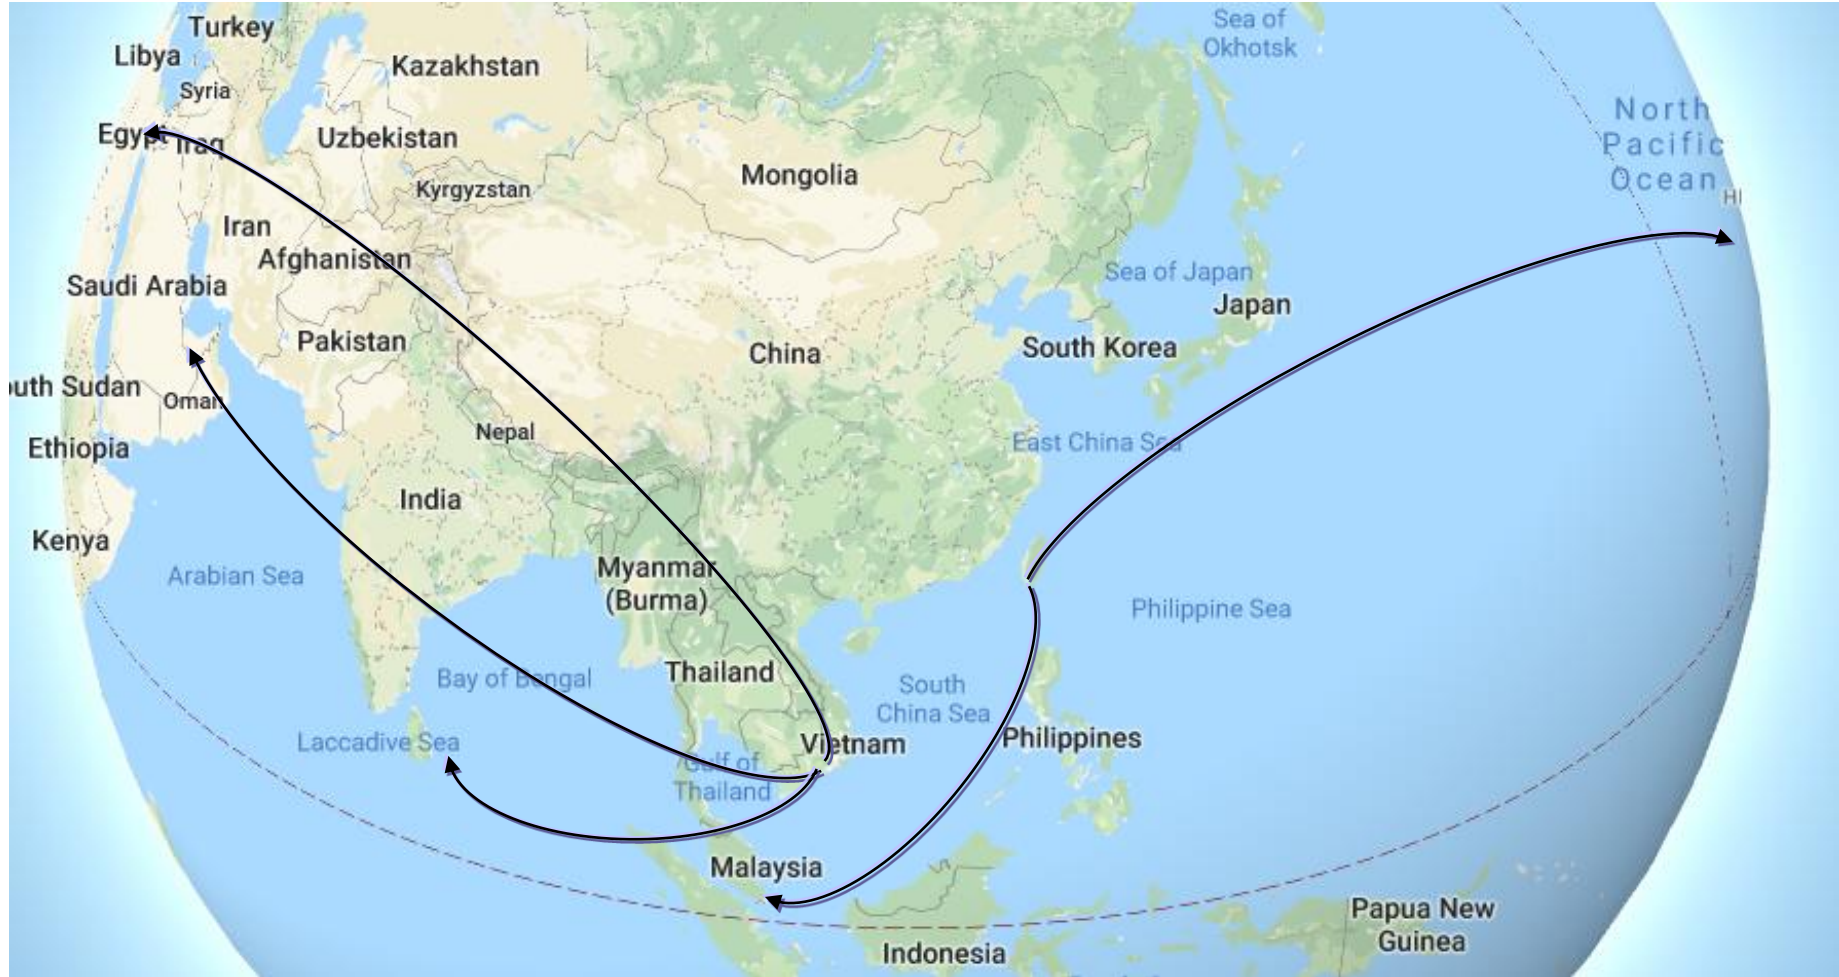 Turkey
Sea of
Okhotsk
Libya
Kazakhstan
Syria
North
Pacific
Ocean
Egypt
Iraq
Uzbekistan
Mongolia
Kyrgyzstan
HI
Iran
Afghanistan
Sea of Japan
Saudi Arabia
Japan
Pakistan
China
South Korea
outh Sudan
Oman
Nepal
East China Sea
Ethiopia
India
Kenya
Arabian Sea
Myanmar
(Burma)
Philippine Sea
Thailand
Bay of Bengal
South
China Sea
Laccadive Sea
Vietnam
Philippines
Gulf of
Thailand
Malaysia
Papua New
Guinea
Indonesia